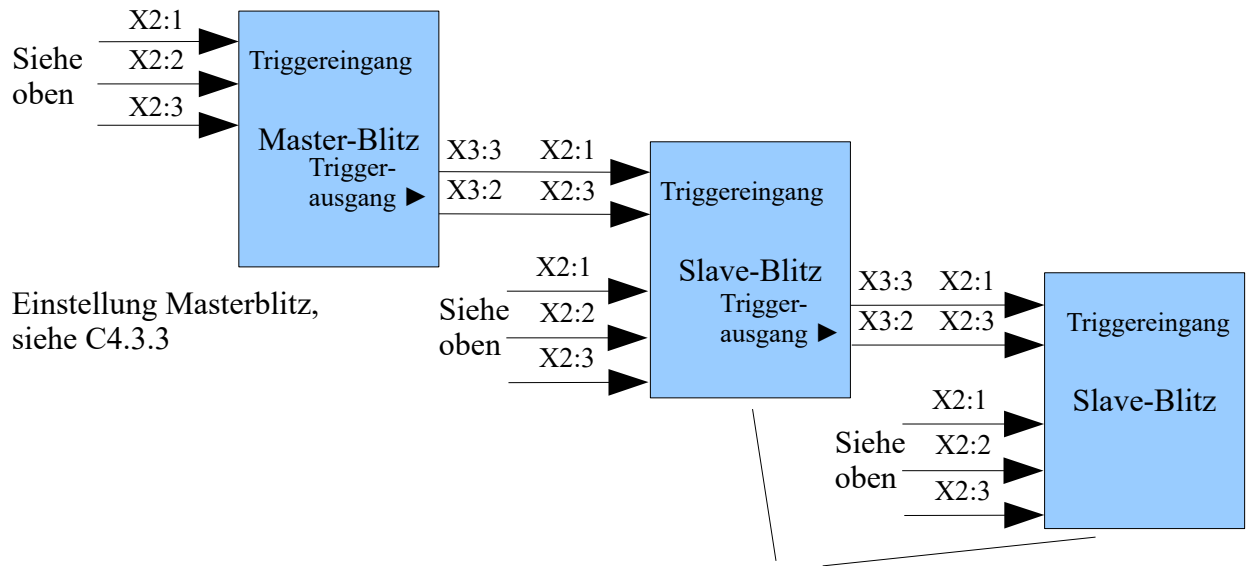 X2:1
X2:2
X2:3
Siehe
oben
Triggereingang
Master-Blitz
Trigger-
ausgang
X3:3 X2:1
X3:2 X2:3
Triggereingang
Slave-Blitz
Trigger-
ausgang
X2:1
X2:2
X2:3
Siehe
oben
Einstellung Masterblitz,
siehe C4.3.3
X3:3 X2:1
X3:2 X2:3
Triggereingang
Slave-Blitz
X2:1
X2:2
X2:3
Siehe
oben